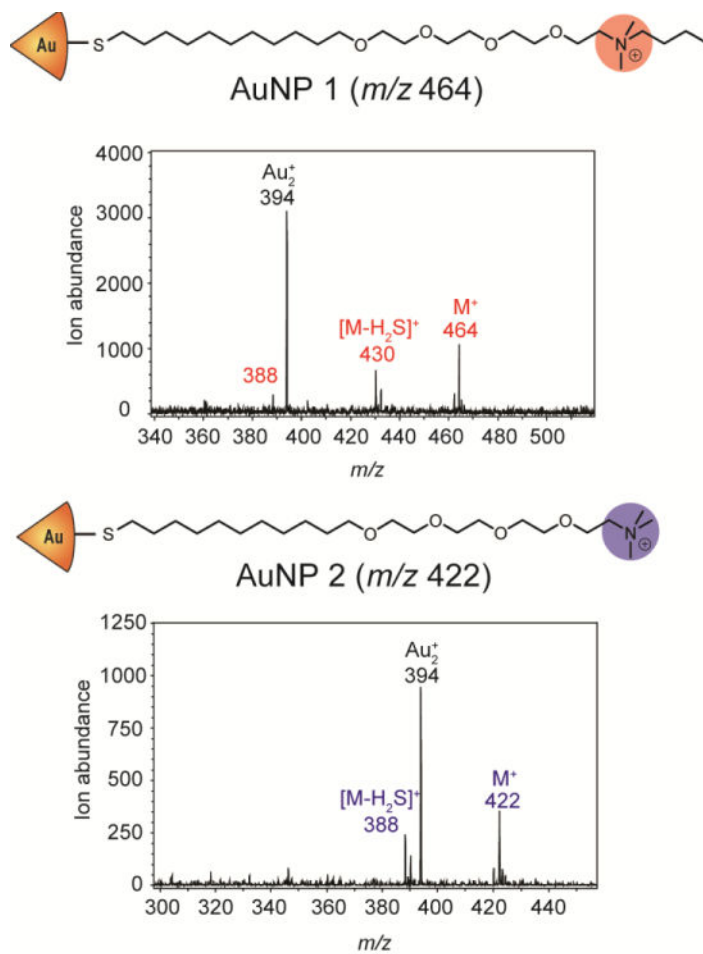 Au S O O O O N ⊕
AuNP 1 (m/z 464)
4000
3000
2000
1000
0
Ion abundance
Au₂⁺
394
[M-H₂S]⁺
430
M⁺
464
388
340 360 380 400 420 440 460 480 500
m/z
Au S O O O O N ⊕
AuNP 2 (m/z 422)
1250
1000
750
500
250
0
Ion abundance
Au₂⁺
394
[M-H₂S]⁺
388
M⁺
422
300 320 340 360 380 400 420 440
m/z